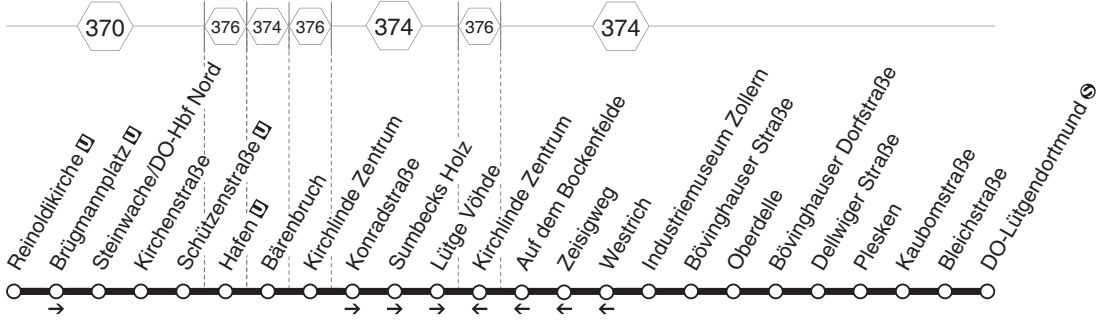 370 376 374 376 374 376 374
Reinoldikirche U
Brügmannplatz U
Steinwache/DO-Hbf Nord
Kirchenstraße
Schützenstraße U
Hafen U
Bärenbruch
Kirchlinde Zentrum
Konradstraße
Sumbecks Holz
Lütge Vöhde
Kirchlinde Zentrum
Auf dem Bockenfelde
Zeisigweg
Westrich
Industriemuseum Zollern
Bövinghauser Straße
Oberdelle
Bövinghauser Dorfstraße
Dellwiger Straße
Plesken
Kaubomstraße
Bleichstraße
DO-Lütgendortmund S